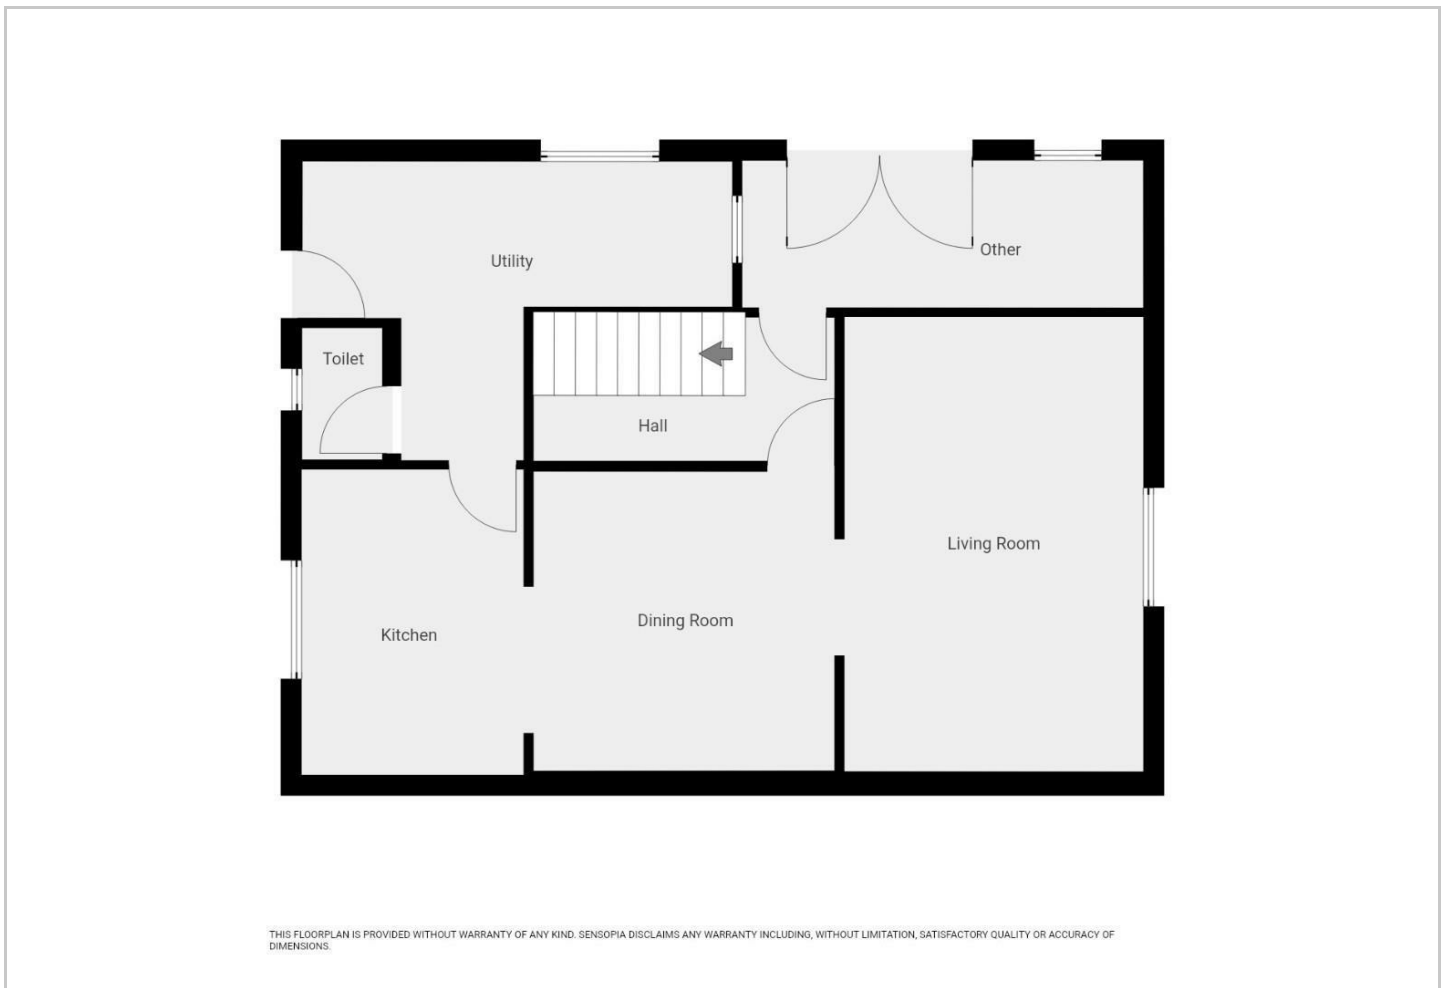 Utility
Other
Toilet
Hall
Living Room
Dining Room
Kitchen
THIS FLOORPLAN IS PROVIDED WITHOUT WARRANTY OF ANY KIND. SENSOPIA DISCLAIMS ANY WARRANTY INCLUDING, WITHOUT LIMITATION, SATISFACTORY QUALITY OR ACCURACY OF
DIMENSIONS.